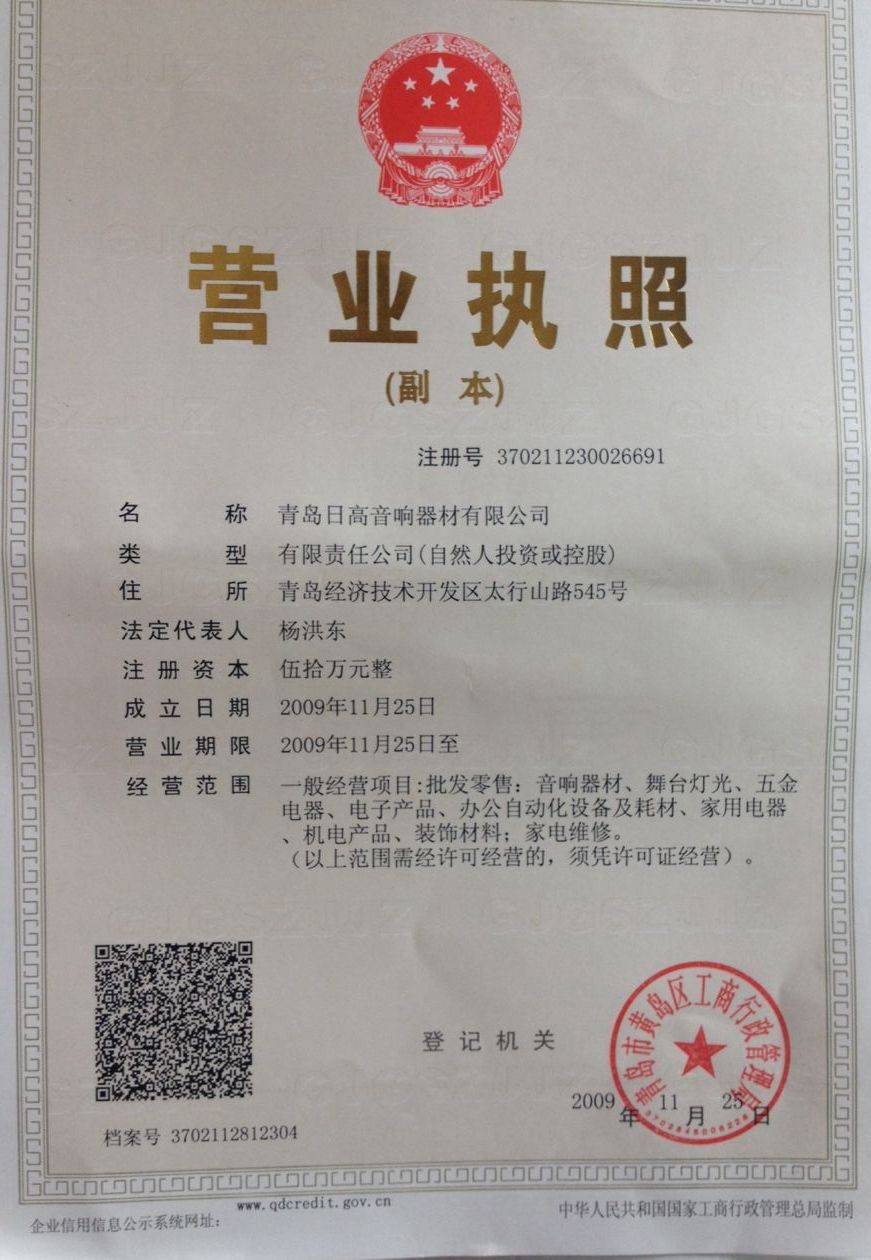 营业执照
(副 本)
注册号 370211230026691
名 称 青岛日高音响器材有限公司
类 型 有限责任公司(自然人投资或控股)
住 所 青岛经济技术开发区太行山路545号
法定代表人 杨洪东
注册资本 伍拾万元整
成立日期 2009年11月25日
营业期限 2009年11月25日至
经营范围 一般经营项目:批发零售：音响器材、舞台灯光、五金
电器、电子产品、办公自动化设备及耗材、家用电器
、机电产品、装饰材料；家电维修。
（以上范围需经许可经营的，须凭许可证经营）。
登记机关
青岛市黄岛区工商行政管理局
2009年11月25日
档案号 3702112812304
企业信用信息公示系统网址： www.qdcredit.gov.cn
中华人民共和国国家工商行政管理总局监制